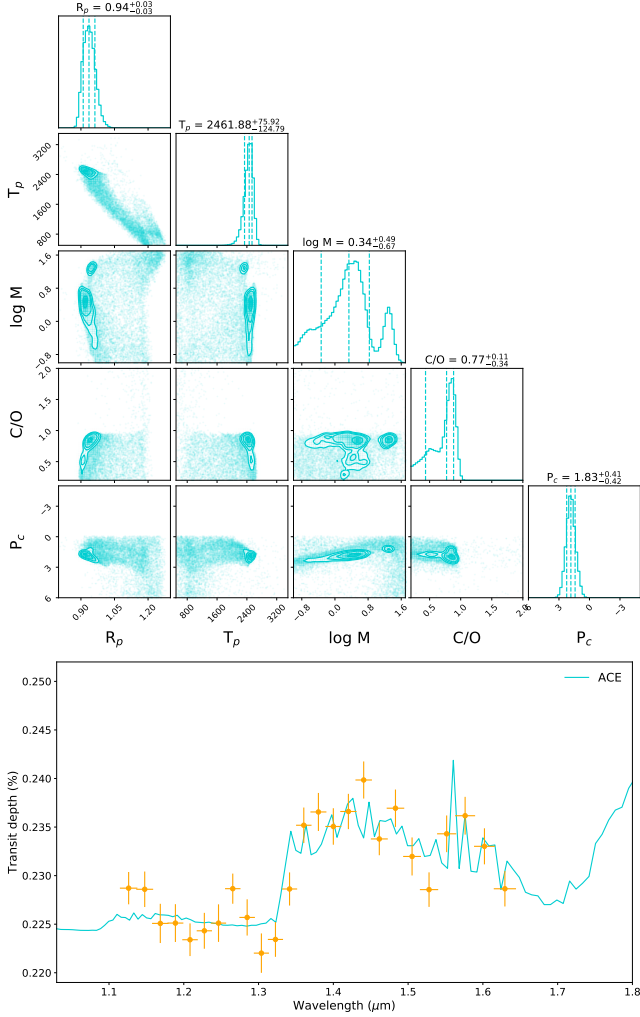 R_p = 0.94^{+0.03}_{-0.03}
T_p = 2461.88^{+75.92}_{-124.79}
3200
2400
1600
800
T_p
log M = 0.34^{+0.49}_{-0.67}
1.6
0.8
0.0
−0.8
log M
C/O = 0.77^{+0.11}_{-0.34}
2.0
1.5
1.0
0.5
C/O
P_c = 1.83^{+0.41}_{-0.42}
−3
0
3
6
P_c
0.90 1.05 1.20
800 1600 2400 3200
−0.8 0.0 0.8 1.6
0.5 1.0 1.5 2.0
6 3 0 −3
R_p T_p log M C/O P_c
0.250
0.245
0.240
0.235
0.230
0.225
0.220
Transit depth (%)
ACE
1.1 1.2 1.3 1.4 1.5 1.6 1.7 1.8
Wavelength (μm)